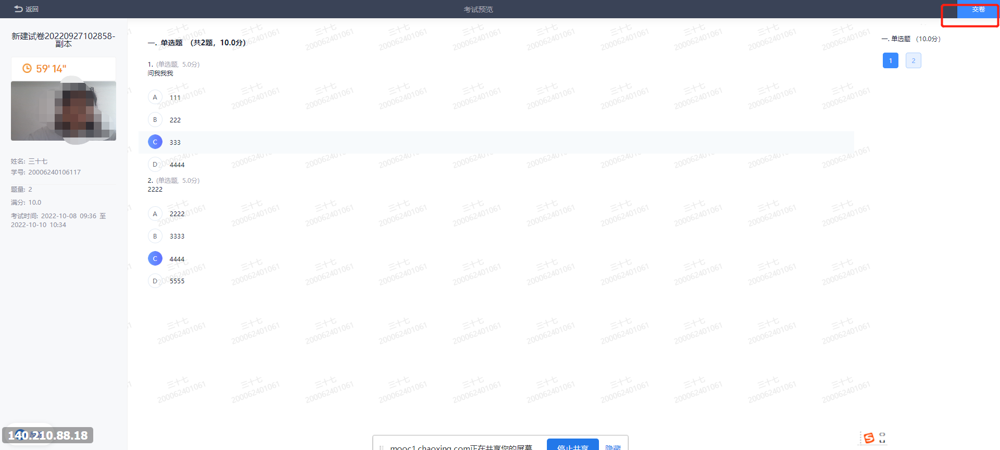 返回
考试预览
交卷
新建试卷20220927102858-
副本
59' 14"
姓名: 三十七
学号: 20006240106117
题量: 2
满分: 10.0
考试时间: 2022-10-08 09:36 至
2022-10-10 10:34
140.210.88.18
一. 单选题 （共2题，10.0分）
1. (单选题, 5.0分)
问我我我
A 111
B 222
C 333
D 4444
2. (单选题, 5.0分)
2222
A 2222
B 3333
C 4444
D 5555
一. 单选题 （10.0分）
1 2
三十七
200062401061
mooc1.chaoxing.com正在共享您的屏幕
停止共享
隐藏